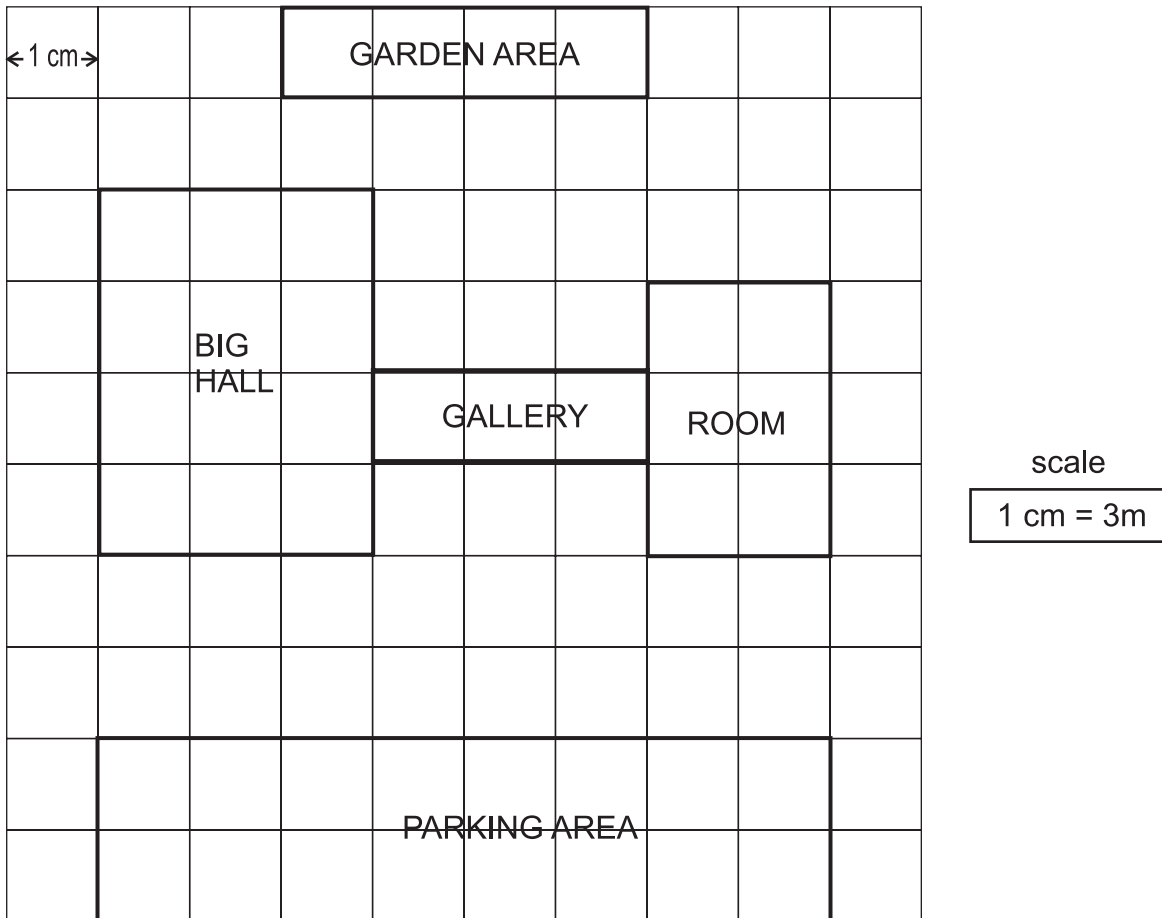 1 cm
GARDEN AREA
BIG
HALL
GALLERY
ROOM
scale
1 cm = 3m
PARKING AREA